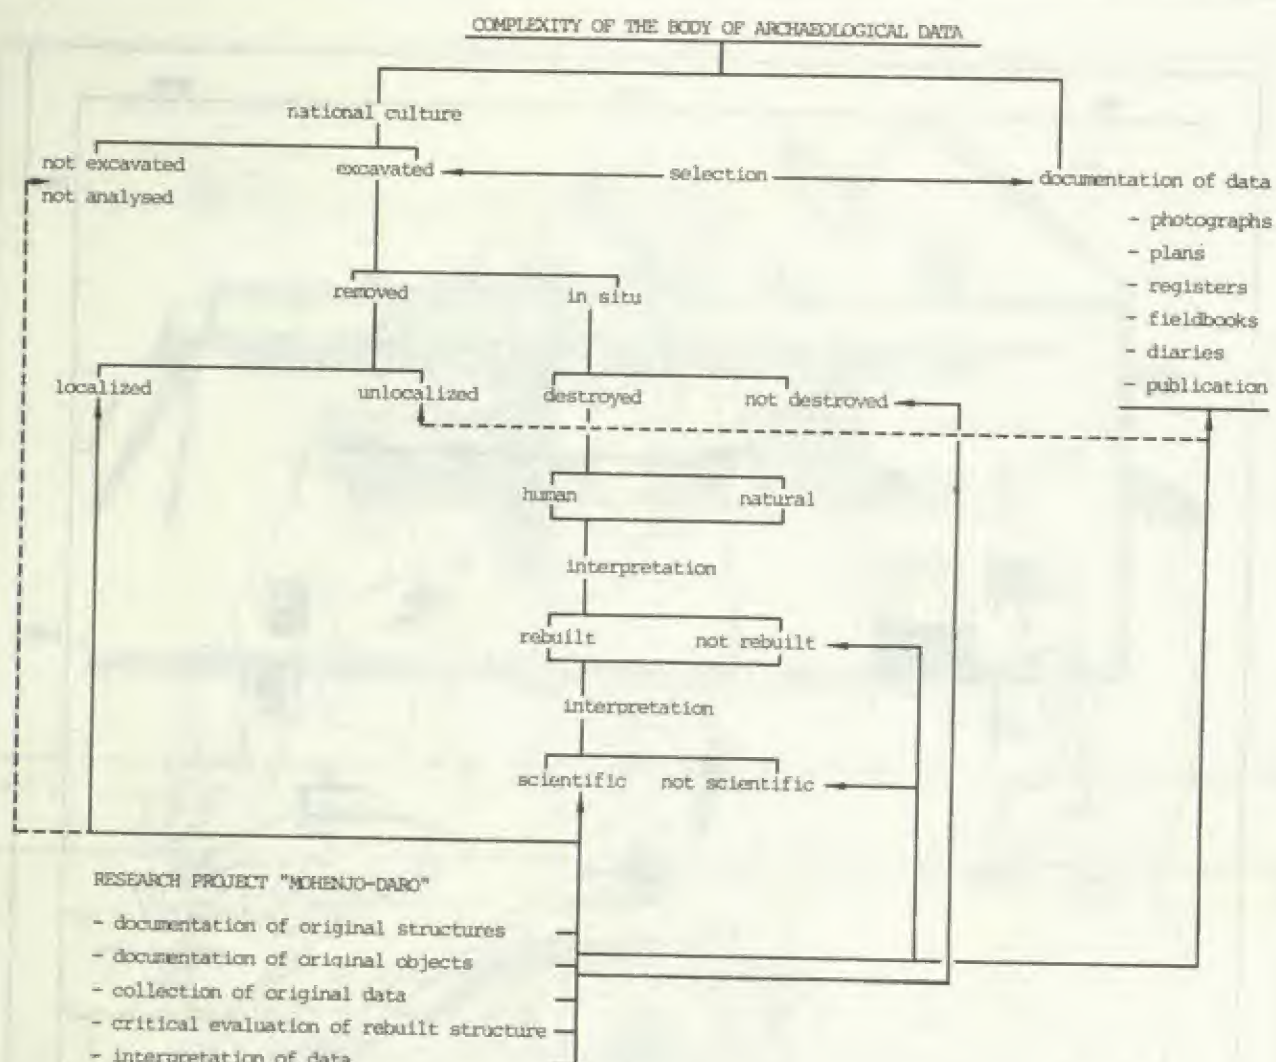 COMPLEXITY OF THE BODY OF ARCHAEOLOGICAL DATA
national culture
not excavated
excavated
selection
documentation of data
not analysed
- photographs
- plans
- registers
- fieldbooks
- diaries
- publication
removed
in situ
localized
unlocalized
destroyed
not destroyed
human
natural
interpretation
rebuilt
not rebuilt
interpretation
scientific
not scientific
RESEARCH PROJECT "MOHENJO-DARO"
- documentation of original structures
- documentation of original objects
- collection of original data
- critical evaluation of rebuilt structure
- interpretation of data